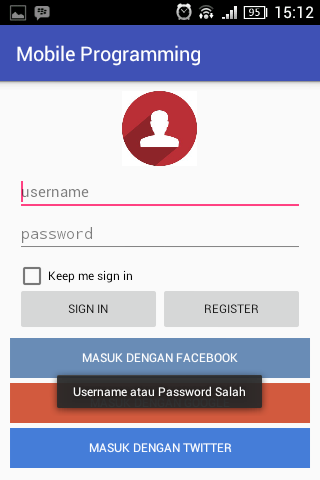 95 15:12
Mobile Programming
username
password
Keep me sign in
SIGN IN REGISTER
MASUK DENGAN FACEBOOK
Username atau Password Salah
MASUK DENGAN TWITTER